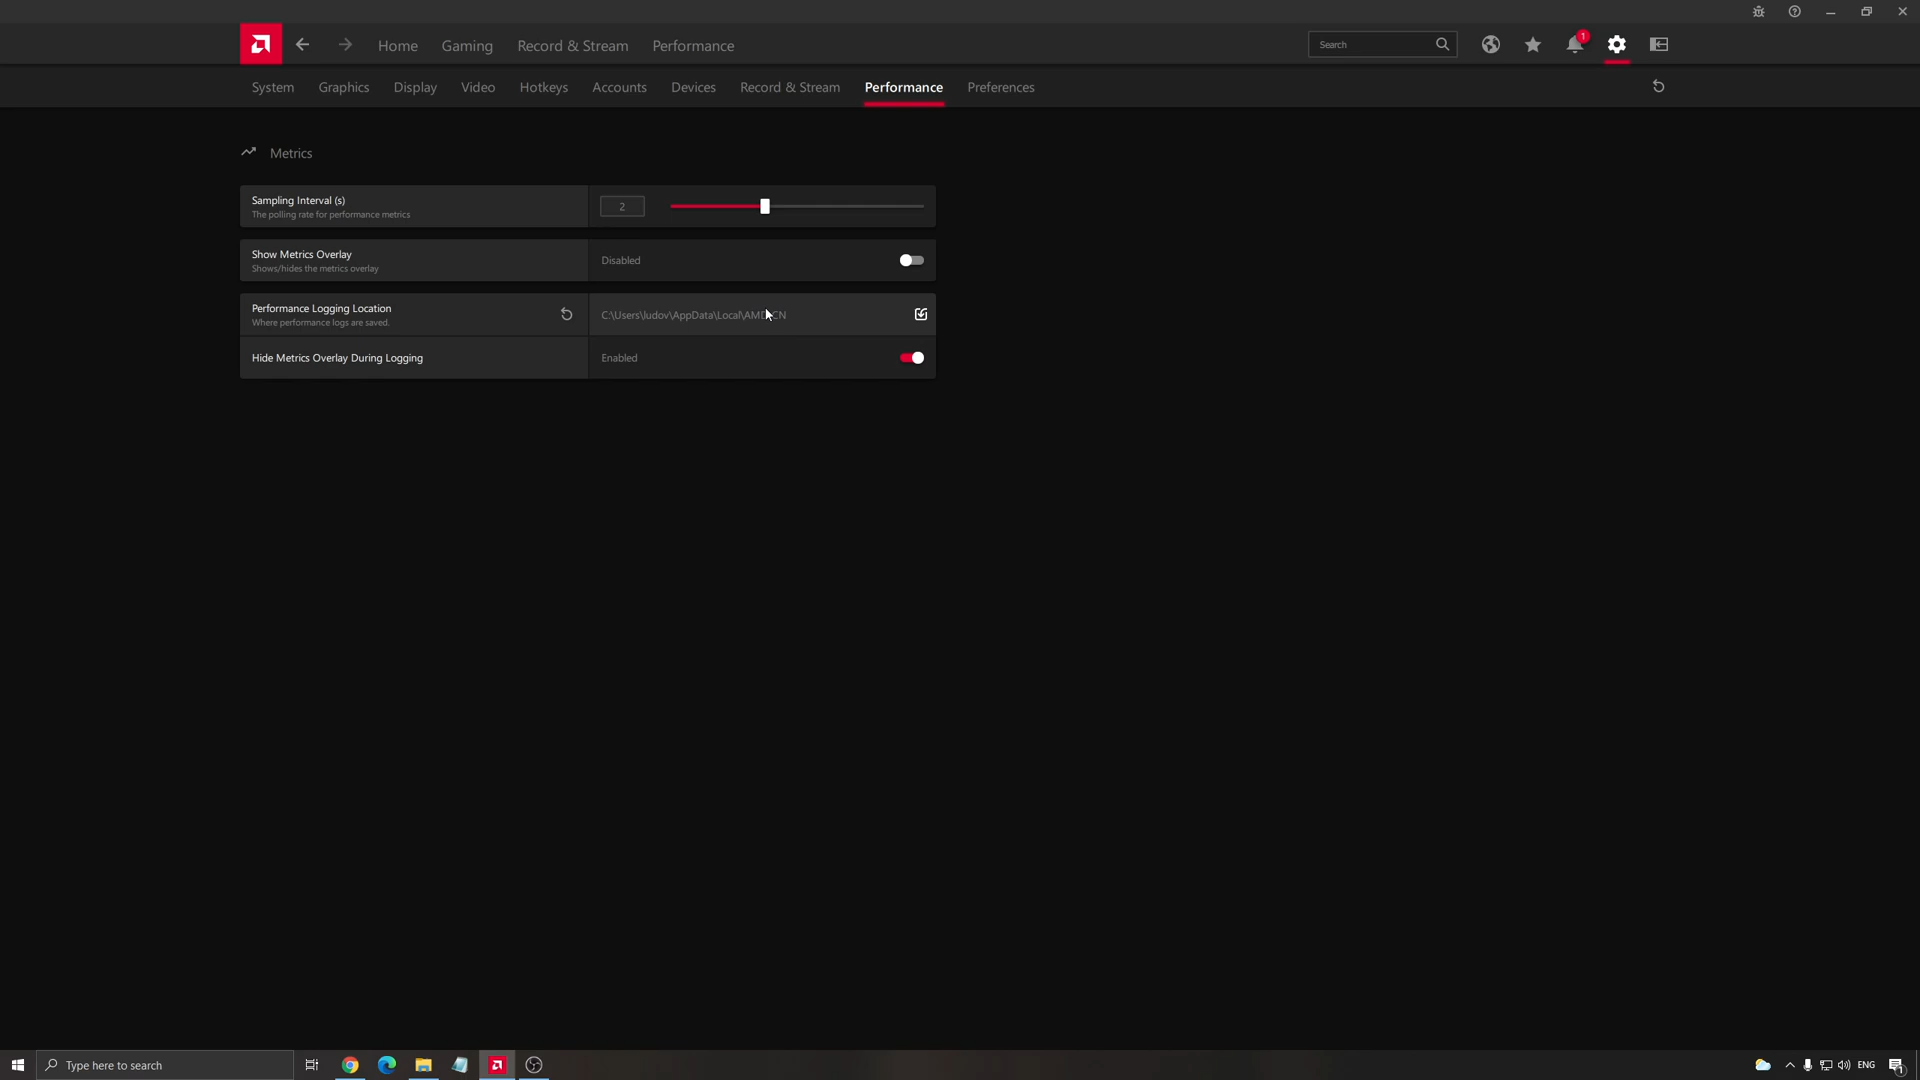 Home Gaming Record & Stream Performance Search 1
System Graphics Display Video Hotkeys Accounts Devices Record & Stream Performance Preferences
Metrics
Sampling Interval (s) 2
The polling rate for performance metrics
Show Metrics Overlay Disabled
Shows/hides the metrics overlay
Performance Logging Location C:\Users\ludov\AppData\Local\AMD\CN
Where performance logs are saved.
Hide Metrics Overlay During Logging Enabled
Type here to search ENG 1